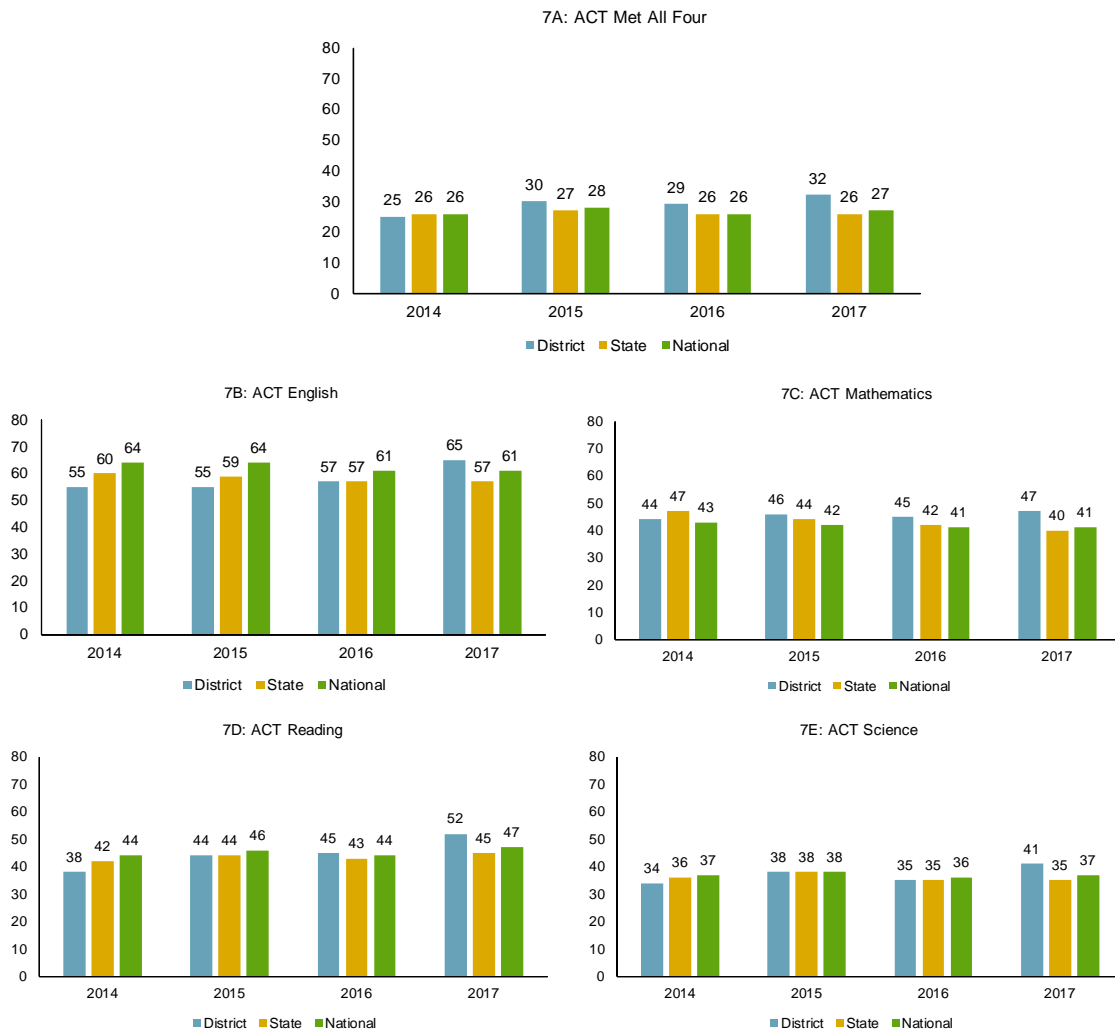 7A: ACT Met All Four
80
70
60
50
40
30
20
10
0
25 26 26 30 27 28 29 26 26 32 26 27
2014 2015 2016 2017
District State National
7B: ACT English
80
70
60
50
40
30
20
10
0
55 60 64 55 59 64 57 57 61 65 57 61
2014 2015 2016 2017
District State National
7C: ACT Mathematics
80
70
60
50
40
30
20
10
0
44 47 43 46 44 42 45 42 41 47 40 41
2014 2015 2016 2017
District State National
7D: ACT Reading
80
70
60
50
40
30
20
10
0
38 42 44 44 44 46 45 43 44 52 45 47
2014 2015 2016 2017
District State National
7E: ACT Science
80
70
60
50
40
30
20
10
0
34 36 37 38 38 38 35 35 36 41 35 37
2014 2015 2016 2017
District State National